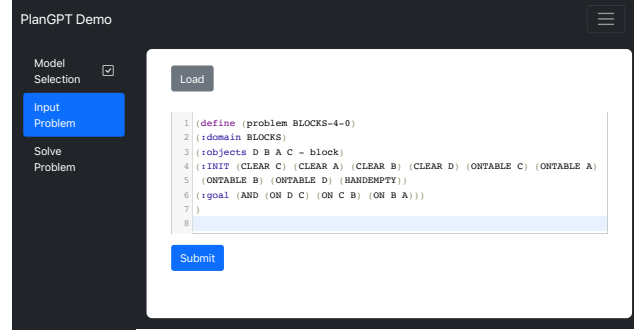 PlanGPT Demo
Model
Selection
Input
Problem
Solve
Problem
Load
1 (define (problem BLOCKS-4-0)
2 (:domain BLOCKS)
3 (:objects D B A C - block)
4 (:INIT (CLEAR C) (CLEAR A) (CLEAR B) (CLEAR D) (ONTABLE C) (ONTABLE A)
5 (ONTABLE B) (ONTABLE D) (HANDEMPTY))
6 (:goal (AND (ON D C) (ON C B) (ON B A)))
7 )
8
Submit